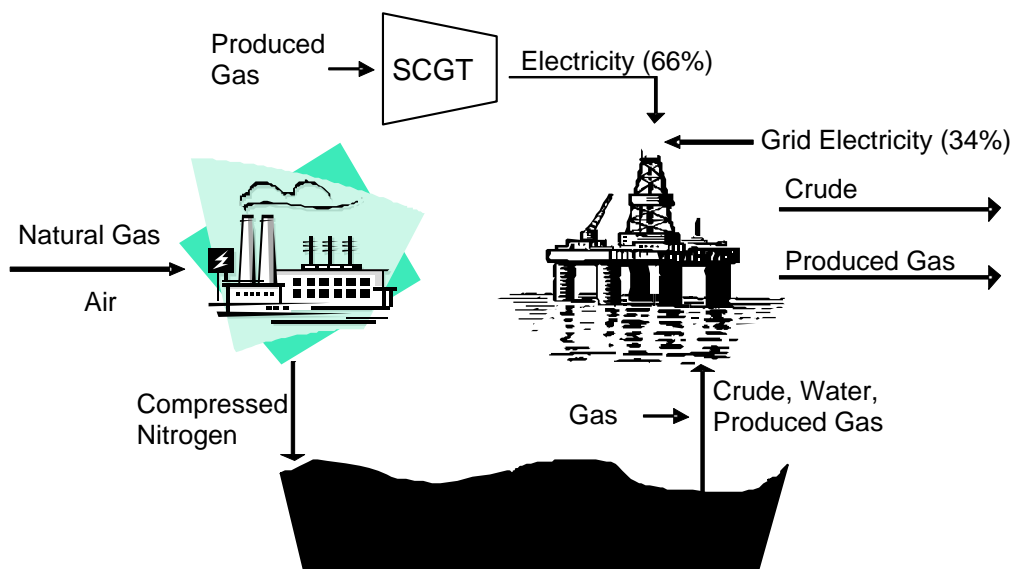 Produced
Gas
SCGT
Electricity (66%)
Grid Electricity (34%)
Crude
Produced Gas
Natural Gas
Air
Compressed
Nitrogen
Gas
Crude, Water,
Produced Gas